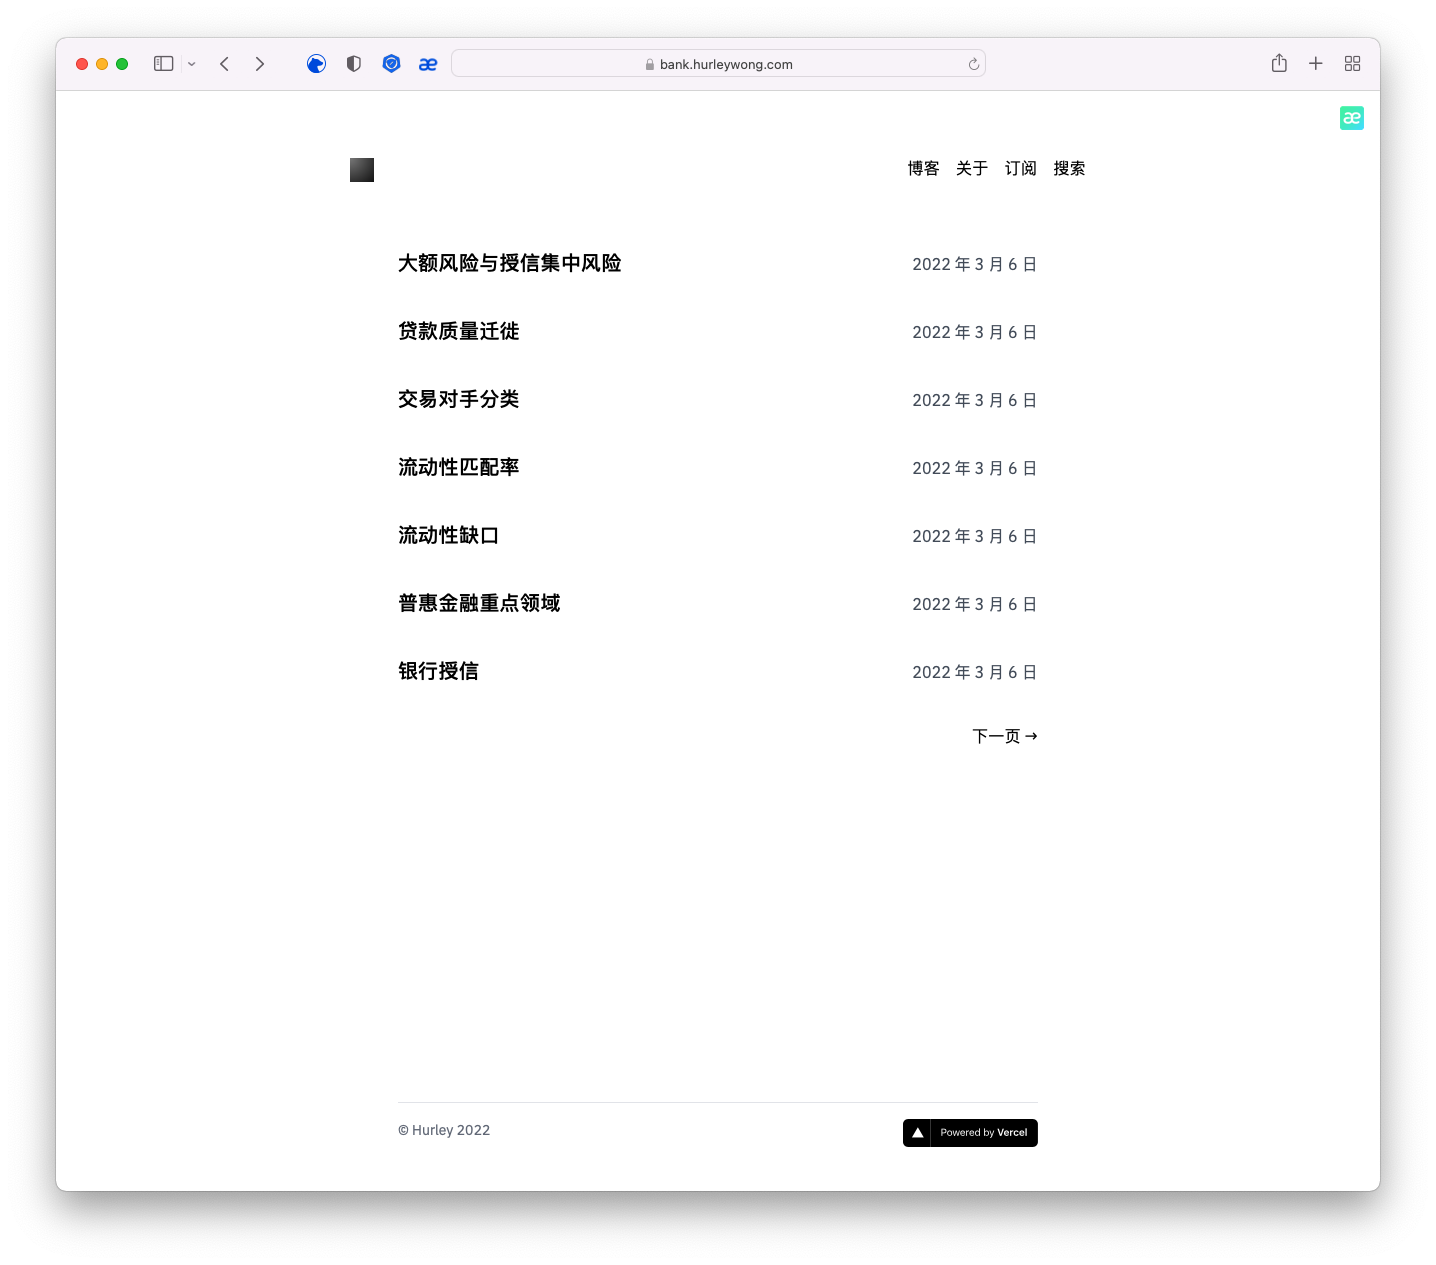 æ
bank.hurleywong.com
æ
博客 关于 订阅 搜索
大额风险与授信集中风险 2022 年 3 月 6 日
贷款质量迁徙 2022 年 3 月 6 日
交易对手分类 2022 年 3 月 6 日
流动性匹配率 2022 年 3 月 6 日
流动性缺口 2022 年 3 月 6 日
普惠金融重点领域 2022 年 3 月 6 日
银行授信 2022 年 3 月 6 日
下一页 →
© Hurley 2022 Powered by Vercel